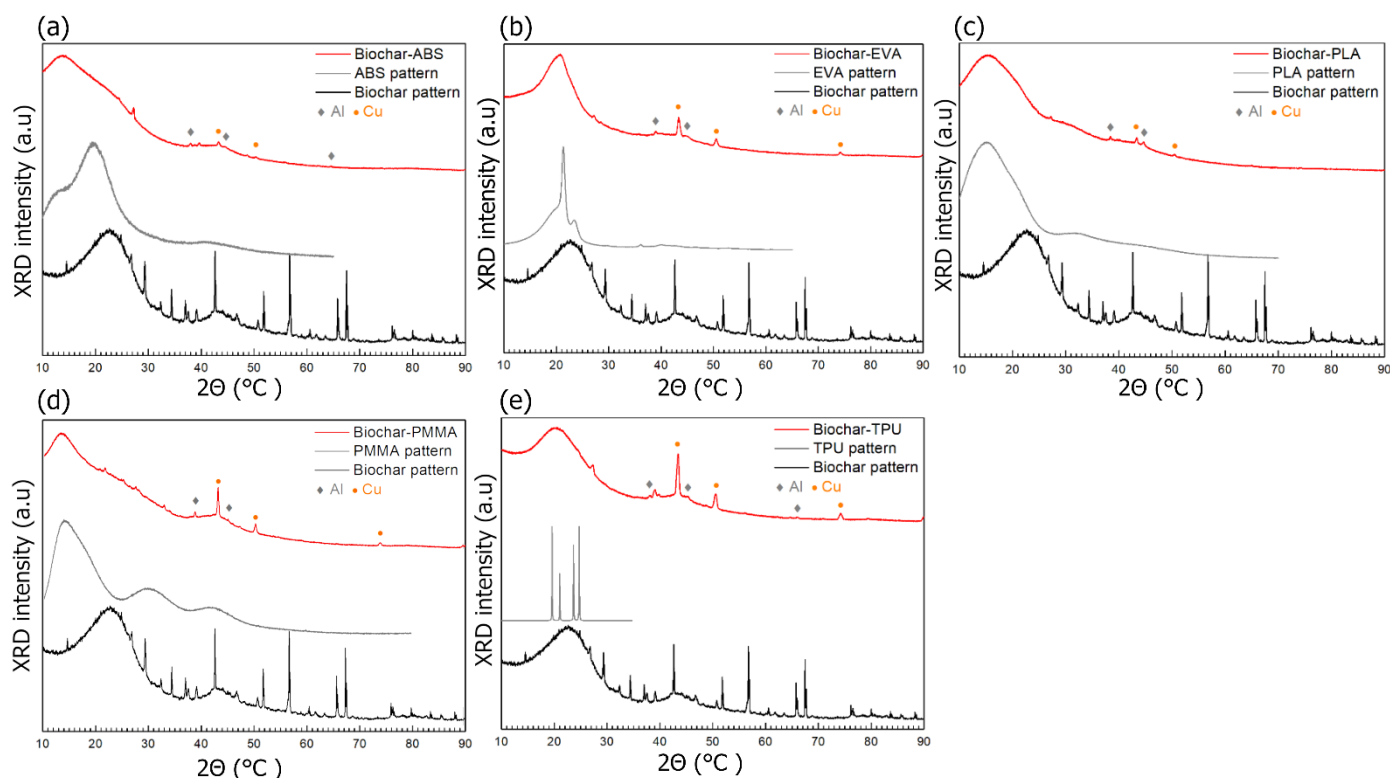 (a)
Biochar-ABS
ABS pattern
Biochar pattern
Al Cu
XRD intensity (a.u)
10 20 30 40 50 60 70 80 90
2Θ (°C)
(b)
Biochar-EVA
EVA pattern
Biochar pattern
Al Cu
XRD intensity (a.u)
10 20 30 40 50 60 70 80 90
2Θ (°C)
(c)
Biochar-PLA
PLA pattern
Biochar pattern
Al Cu
XRD intensity (a.u)
10 20 30 40 50 60 70 80 90
2Θ (°C)
(d)
Biochar-PMMA
PMMA pattern
Biochar pattern
Al Cu
XRD intensity (a.u)
10 20 30 40 50 60 70 80 90
2Θ (°C)
(e)
Biochar-TPU
TPU pattern
Biochar pattern
Al Cu
XRD intensity (a.u)
10 20 30 40 50 60 70 80 90
2Θ (°C)